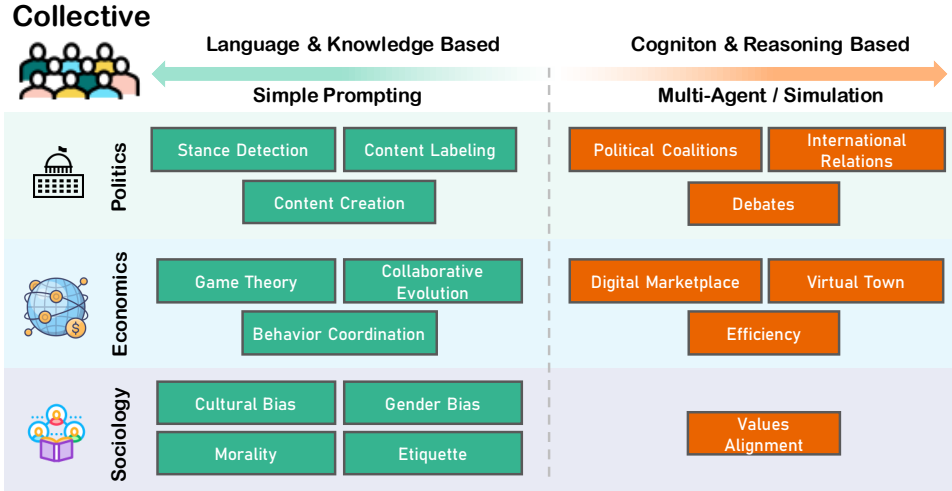 Collective
Language & Knowledge Based
Cogniton & Reasoning Based
Simple Prompting
Multi-Agent / Simulation
Politics
Stance Detection
Content Labeling
Content Creation
Political Coalitions
International
Relations
Debates
Economics
Game Theory
Collaborative
Evolution
Behavior Coordination
Digital Marketplace
Virtual Town
Efficiency
$
Sociology
Cultural Bias
Gender Bias
Morality
Etiquette
Values
Alignment